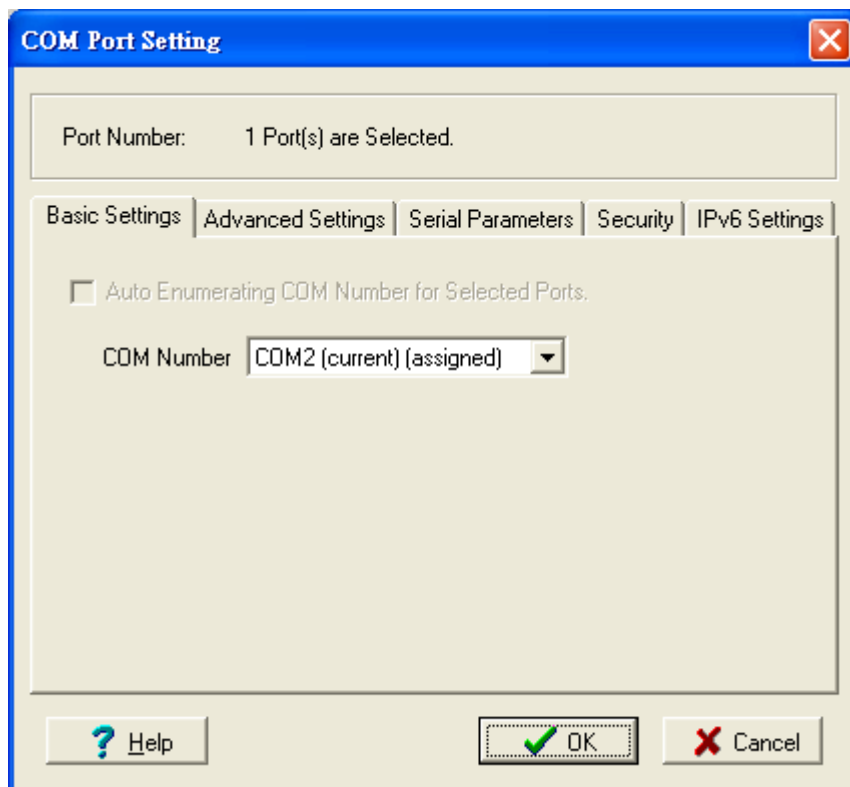 COM Port Setting
Port Number: 1 Port(s) are Selected.
Basic Settings Advanced Settings Serial Parameters Security IPv6 Settings
Auto Enumerating COM Number for Selected Ports.
COM Number COM2 (current) (assigned)
Help OK Cancel